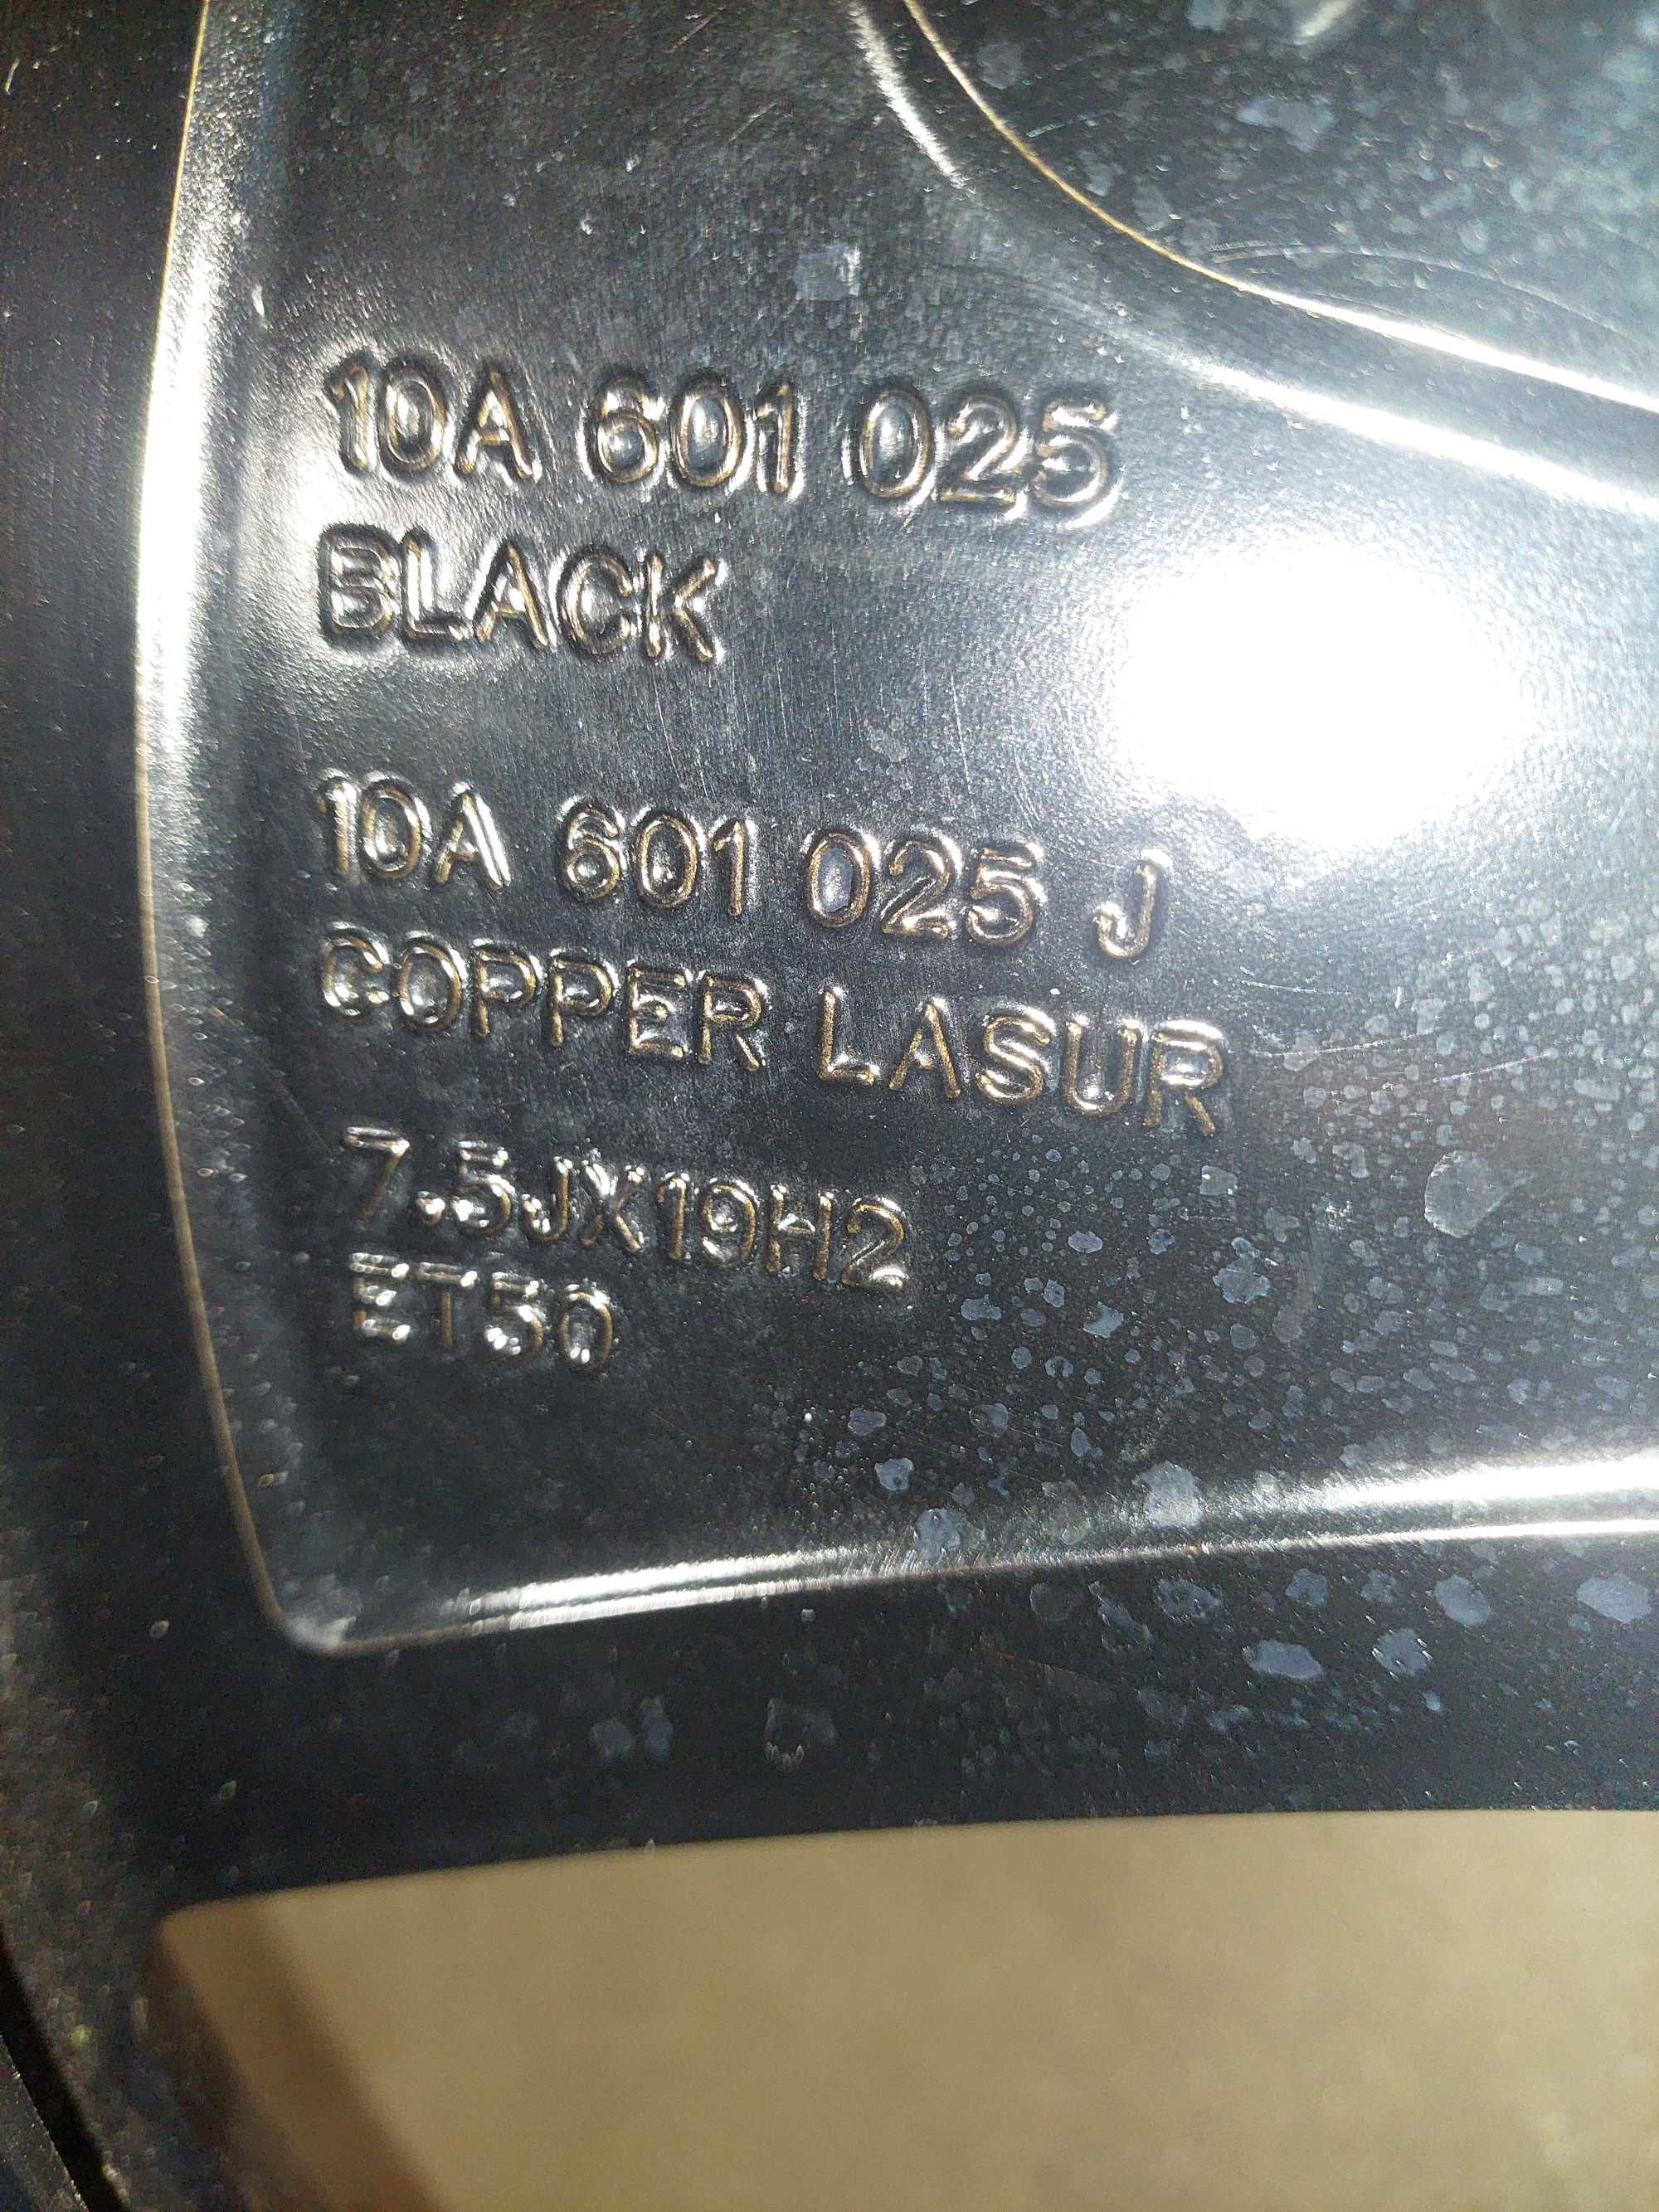 10A 601 025
BLACK
10A 601 025 J
COPPER LASUR
7.5JX19H2
ET50